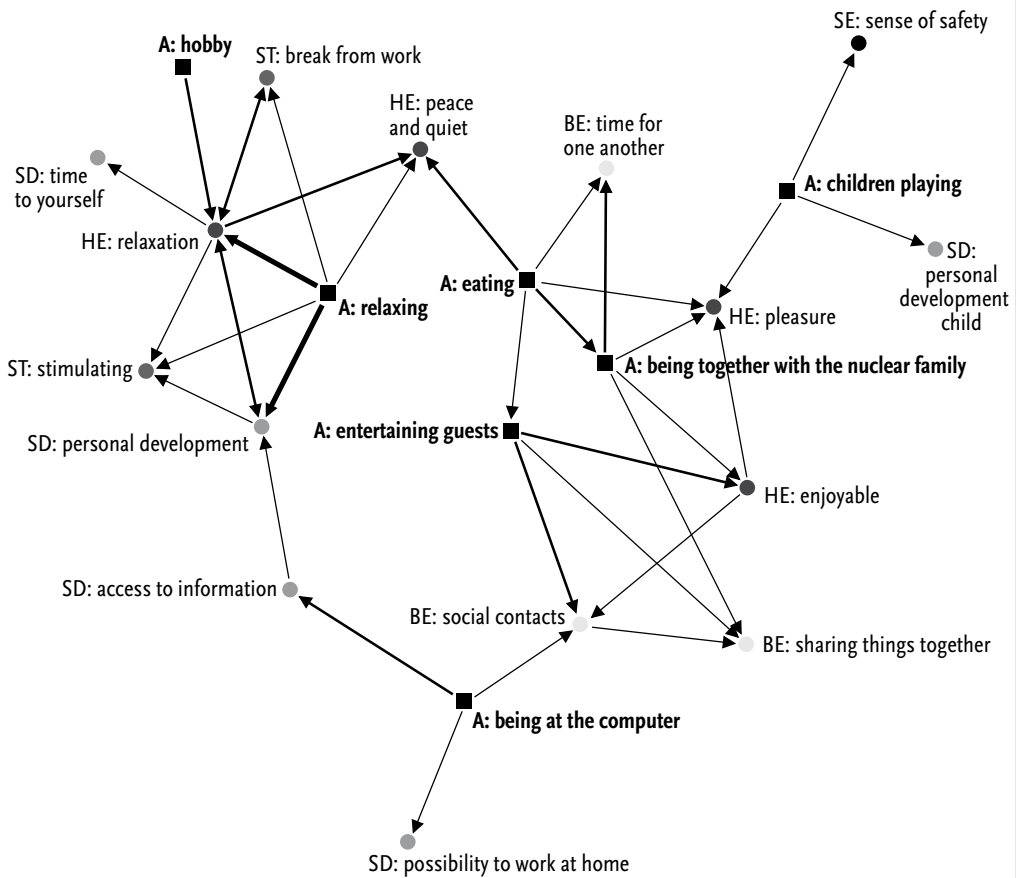 SE: sense of safety
A: hobby
ST: break from work
HE: peace
and quiet
BE: time for
one another
SD: time
to yourself
A: children playing
HE: relaxation
SD:
personal
development
child
A: eating
A: relaxing
HE: pleasure
ST: stimulating
A: being together with the nuclear family
A: entertaining guests
SD: personal development
HE: enjoyable
SD: access to information
BE: social contacts
BE: sharing things together
A: being at the computer
SD: possibility to work at home